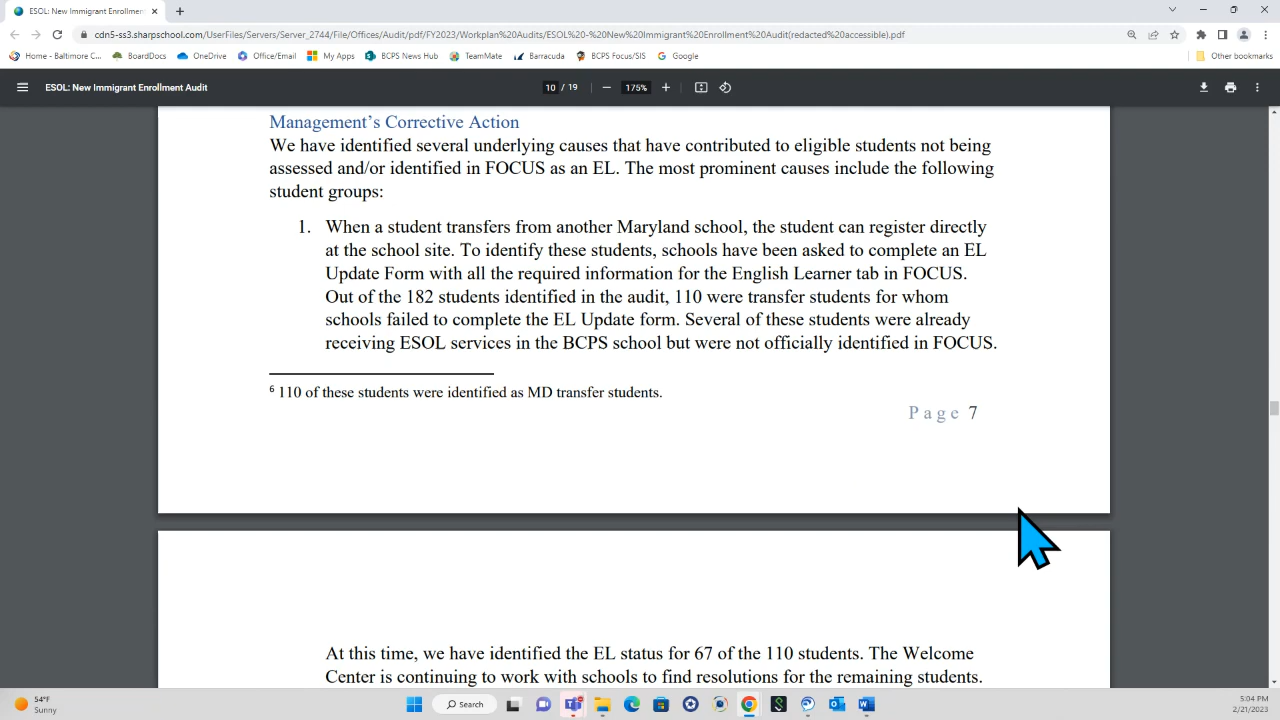 ESOL: New Immigrant Enrollment
cdn5-ss3.sharpschool.com/UserFiles/Servers/Server_2744/File/Offices/Audit/pdf/FY2023/Workplan%20Audits/ESOL%20-%20New%20Immigrant%20Enrollment%20Audit(redacted%20accessible).pdf
Home - Baltimore C... BoardDocs OneDrive Office/Email My Apps BCPS News Hub TeamMate Barracuda BCPS Focus/SIS Google Other bookmarks
ESOL: New Immigrant Enrollment Audit 10 / 19 175%
Management's Corrective Action
We have identified several underlying causes that have contributed to eligible students not being
assessed and/or identified in FOCUS as an EL. The most prominent causes include the following
student groups:
1. When a student transfers from another Maryland school, the student can register directly
at the school site. To identify these students, schools have been asked to complete an EL
Update Form with all the required information for the English Learner tab in FOCUS.
Out of the 182 students identified in the audit, 110 were transfer students for whom
schools failed to complete the EL Update form. Several of these students were already
receiving ESOL services in the BCPS school but were not officially identified in FOCUS.
6 110 of these students were identified as MD transfer students.
Page 7
At this time, we have identified the EL status for 67 of the 110 students. The Welcome
Center is continuing to work with schools to find resolutions for the remaining students.
54°F
Sunny
Search
5:04 PM
2/21/2023